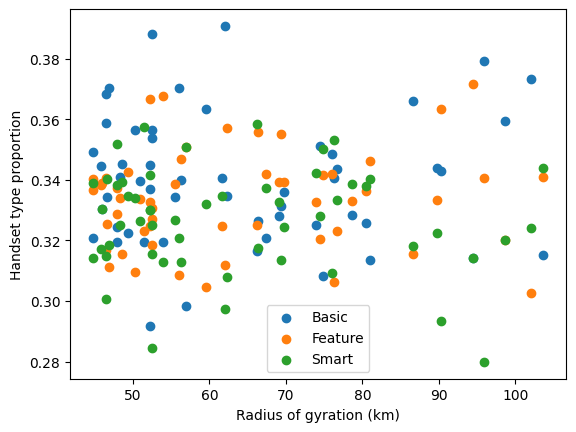 0.38
0.36
0.34
0.32
0.30
0.28
Handset type proportion
50 60 70 80 90 100
Radius of gyration (km)
Basic
Feature
Smart